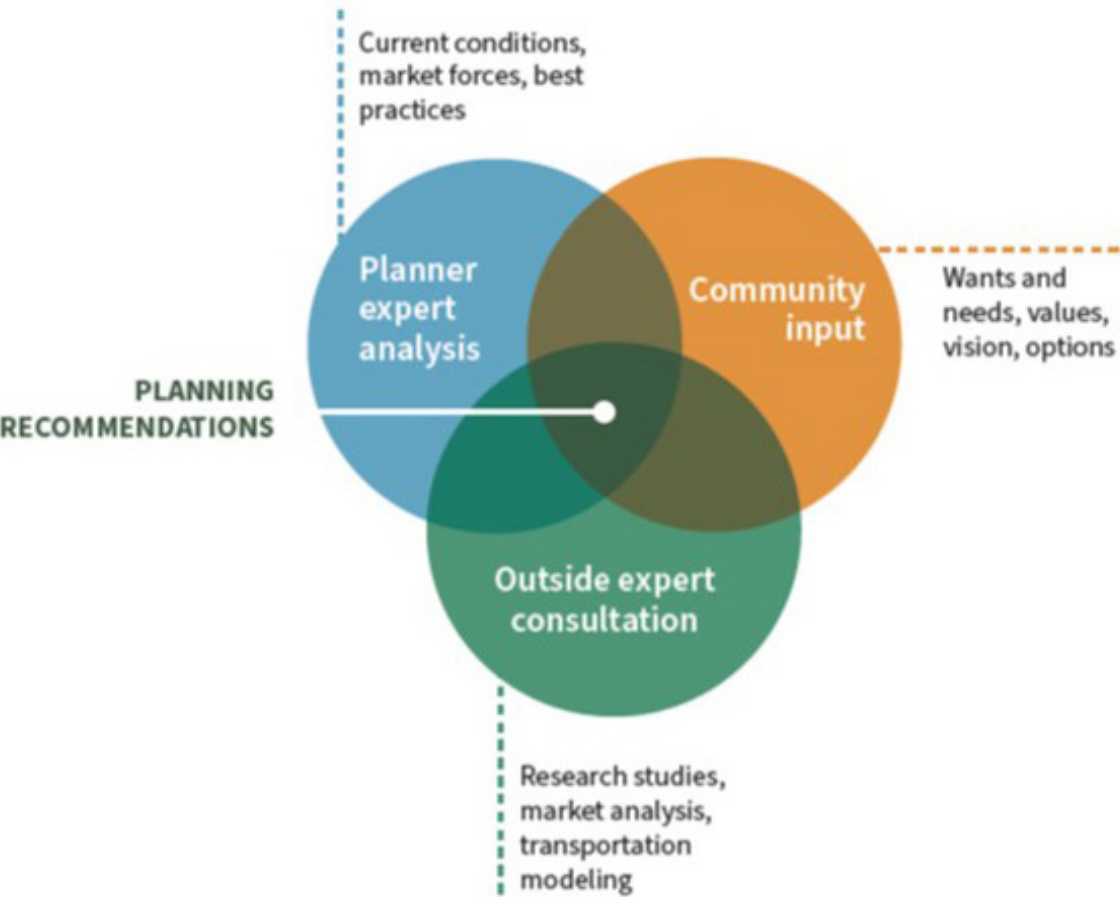 Current conditions,
market forces, best
practices
Planner
expert
analysis
Community
input
Wants and
needs, values,
vision, options
PLANNING
RECOMMENDATIONS
Outside expert
consultation
Research studies,
market analysis,
transportation
modeling